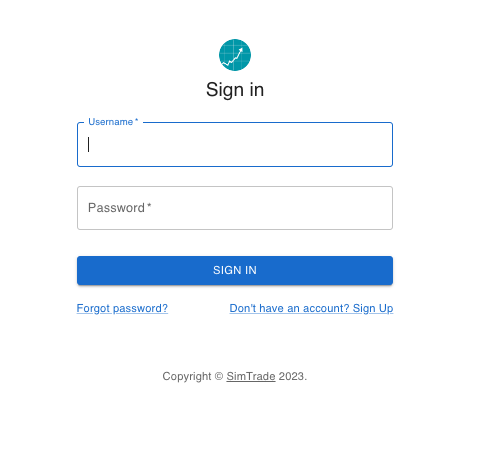 Sign in
Username *
Password *
SIGN IN
Forgot password? Don't have an account? Sign Up
Copyright © SimTrade 2023.